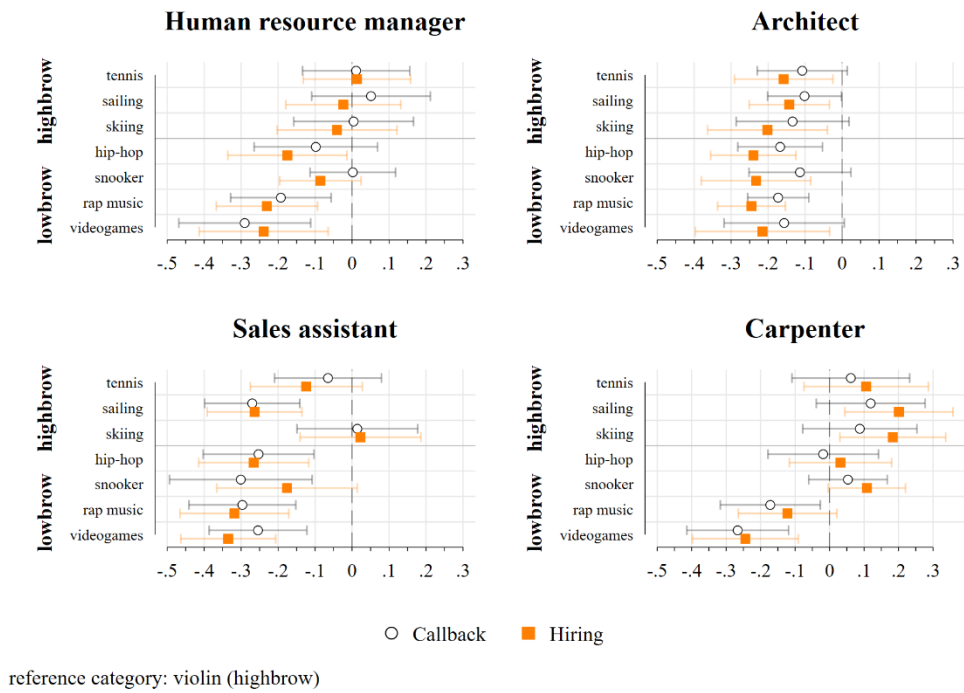 Human resource manager
highbrow
lowbrow
tennis
sailing
skiing
hip-hop
snooker
rap music
videogames
-.5 -.4 -.3 -.2 -.1 0 .1 .2 .3
Architect
highbrow
lowbrow
tennis
sailing
skiing
hip-hop
snooker
rap music
videogames
-.5 -.4 -.3 -.2 -.1 0 .1 .2 .3
Sales assistant
highbrow
lowbrow
tennis
sailing
skiing
hip-hop
snooker
rap music
videogames
-.5 -.4 -.3 -.2 -.1 0 .1 .2 .3
Carpenter
highbrow
lowbrow
tennis
sailing
skiing
hip-hop
snooker
rap music
videogames
-.5 -.4 -.3 -.2 -.1 0 .1 .2 .3
Callback Hiring
reference category: violin (highbrow)